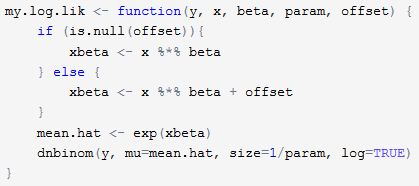 my.log.lik <- function(y, x, beta, param, offset) {
    if (is.null(offset)){
        xbeta <- x %*% beta
    } else {
        xbeta <- x %*% beta + offset
    }
    mean.hat <- exp(xbeta)
    dnbinom(y, mu=mean.hat, size=1/param, log=TRUE)
}